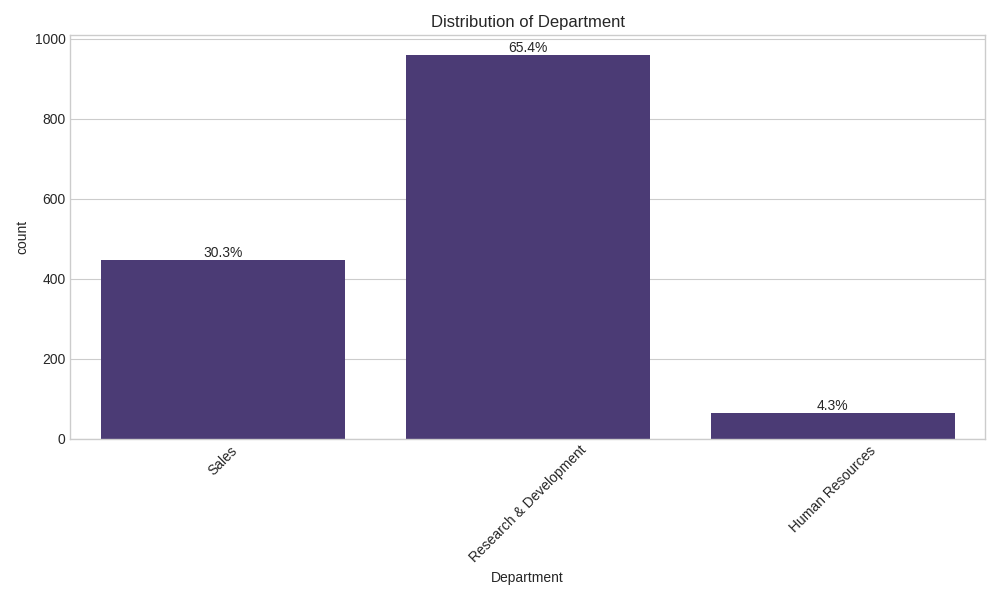 Distribution of Department
1000
800
600
400
200
0
count
65.4%
30.3%
4.3%
Sales
Research & Development
Human Resources
Department